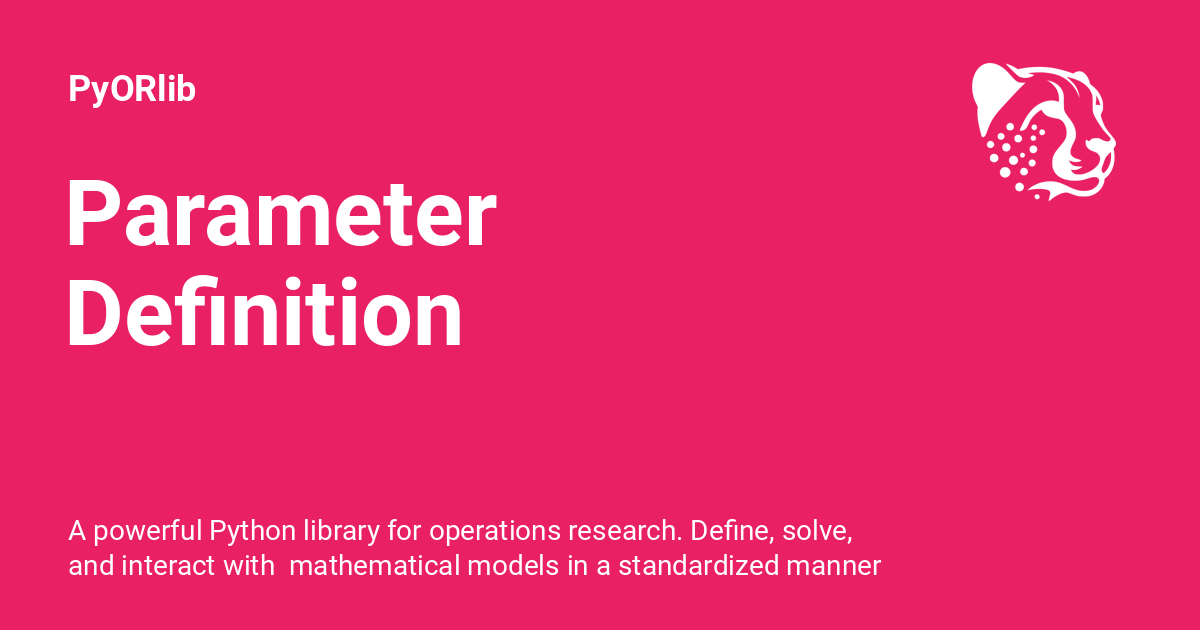 PyORlib
Parameter
Definition
A powerful Python library for operations research. Define, solve,
and interact with  mathematical models in a standardized manner